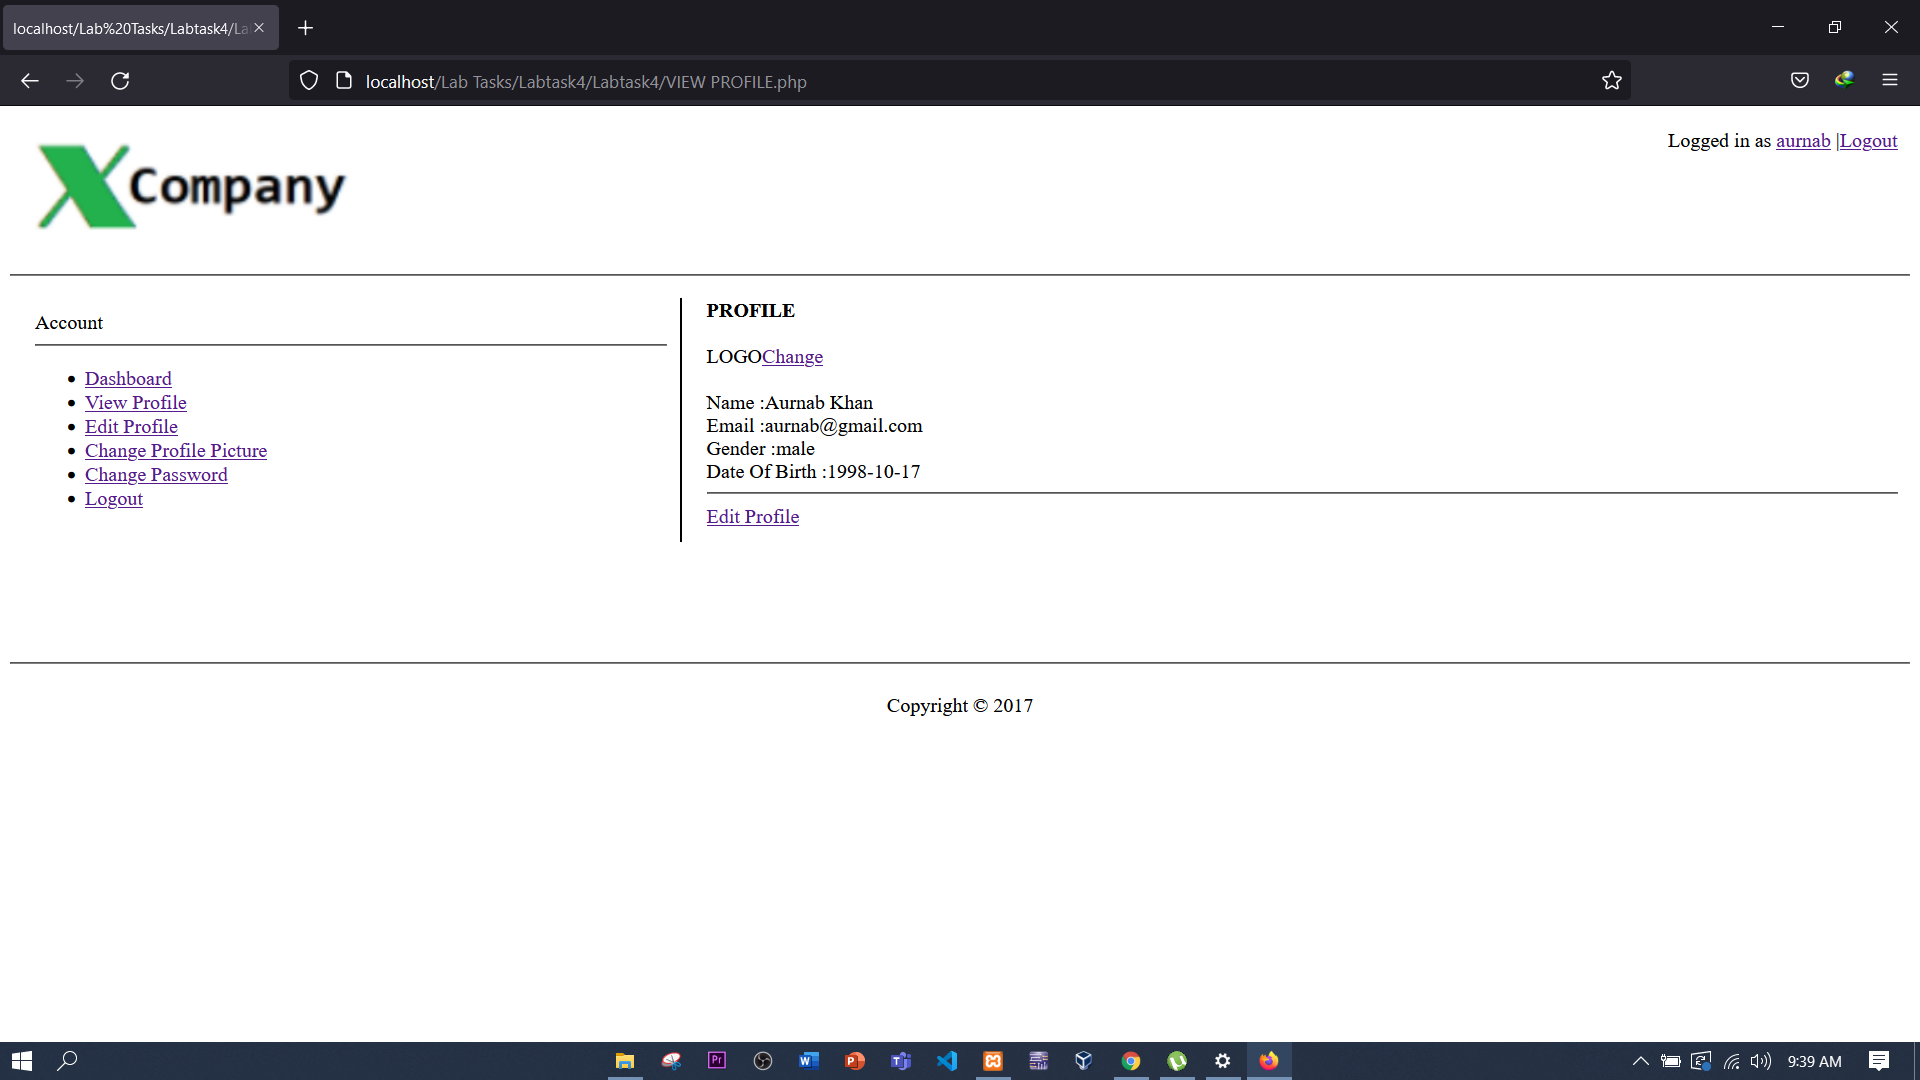 localhost/Lab%20Tasks/Labtask4/La
localhost/Lab Tasks/Labtask4/Labtask4/VIEW PROFILE.php
XCompany
Logged in as aurnab |Logout
Account
Dashboard
View Profile
Edit Profile
Change Profile Picture
Change Password
Logout
PROFILE
LOGOChange
Name :Aurnab Khan
Email :aurnab@gmail.com
Gender :male
Date Of Birth :1998-10-17
Edit Profile
Copyright © 2017
9:39 AM